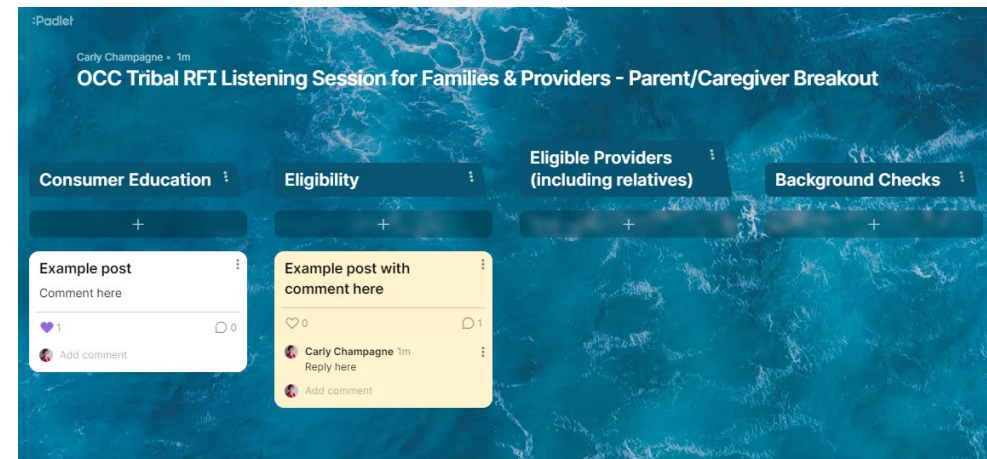 :Padlet
Carly Champagne • 1m
OCC Tribal RFI Listening Session for Families & Providers - Parent/Caregiver Breakout
Consumer Education
Eligibility
Eligible Providers
(including relatives)
Background Checks
+
+
+
+
Example post
Comment here
1
0
Add comment
Example post with
comment here
0
1
Carly Champagne 1m
Reply here
Add comment